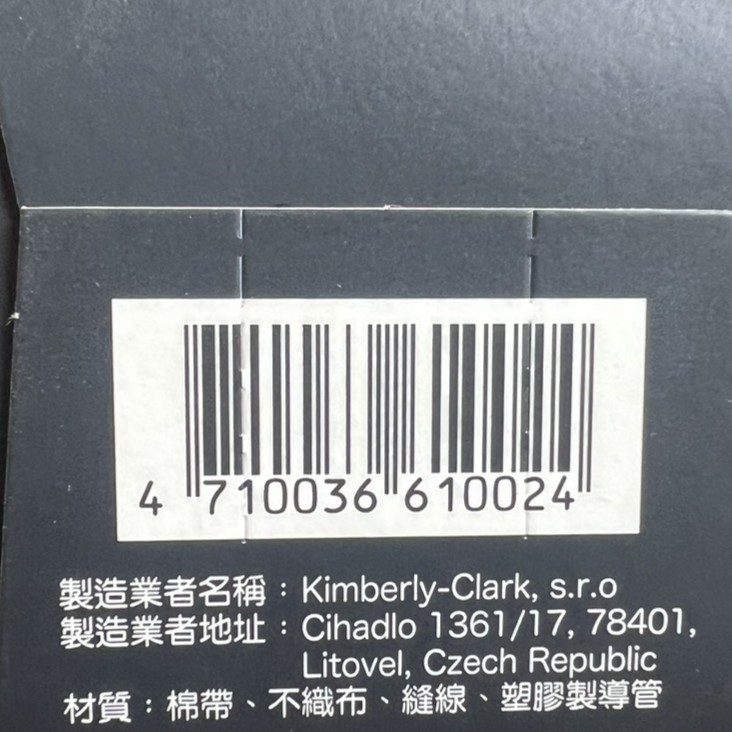 4 710036 610024
製造業者名稱：Kimberly-Clark, s.r.o
製造業者地址：Cihadlo 1361/17, 78401,
Litovel, Czech Republic
材質：棉帶、不織布、縫線、塑膠製導管